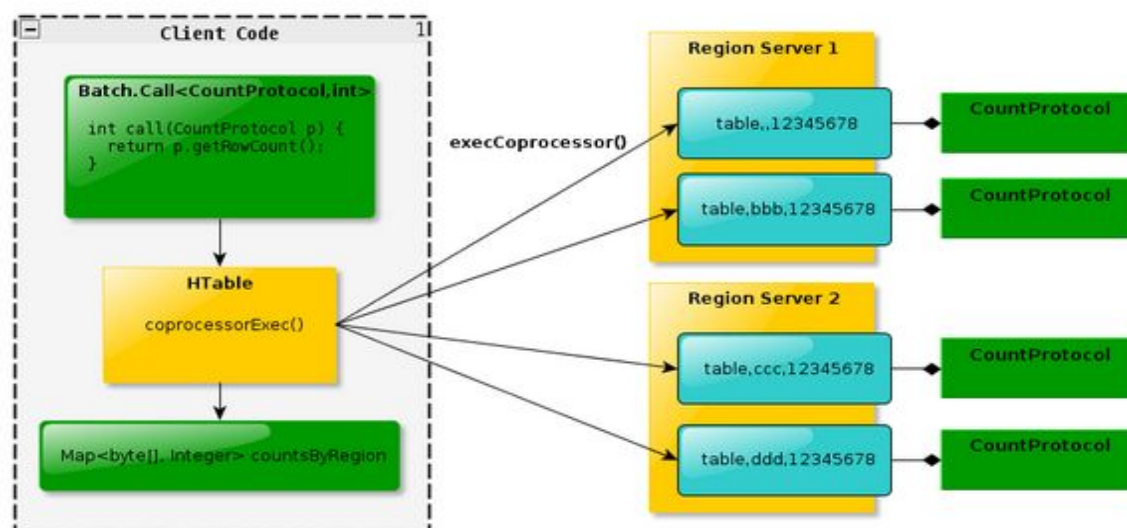 Client Code
1
Batch.Call<CountProtocol,int>
int call(CountProtocol p) {
return p.getRowCount();
}
HTable
coprocessorExec()
Map<byte[], Integer> countsByRegion
execCoprocessor()
Region Server 1
table,,12345678
CountProtocol
table,bbb,12345678
CountProtocol
Region Server 2
table,ccc,12345678
CountProtocol
table,ddd,12345678
CountProtocol